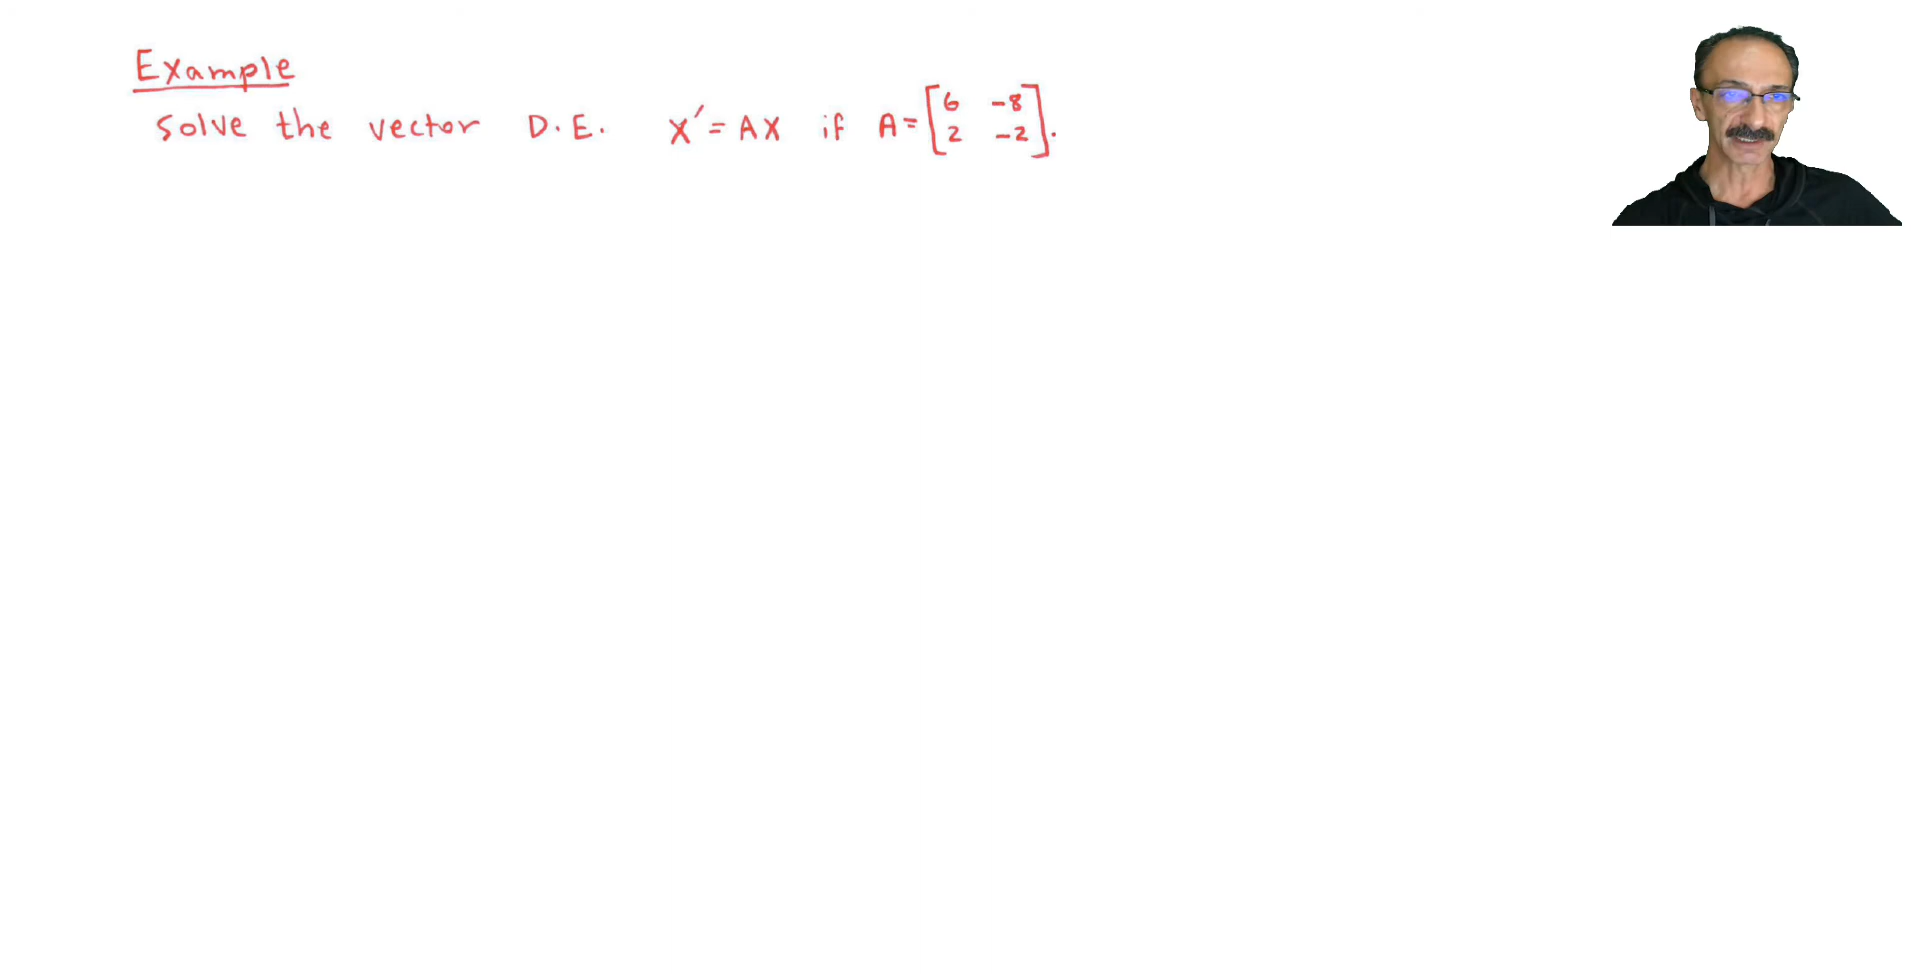 Example
solve the vector D.E. X′ = AX if A = [6 -8
2 -2].